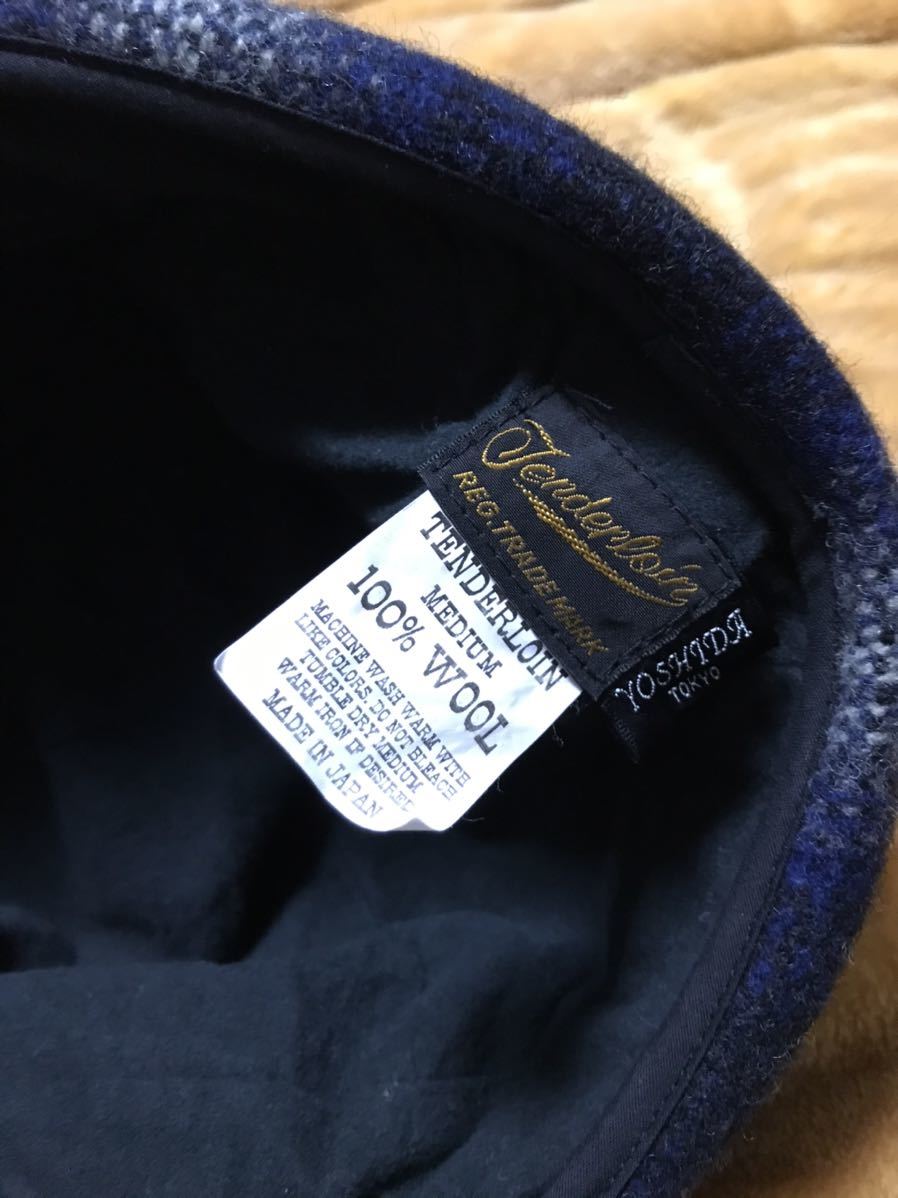 Tenderloin
REG. TRADE MARK
YOSHIDA
TOKYO
TENDERLOIN
MEDIUM
100% WOOL
MACHINE WASH WARM WITH
LIKE COLORS. DO NOT BLEACH
TUMBLE DRY MEDIUM
WARM IRON IF DESIRED
MADE IN JAPAN